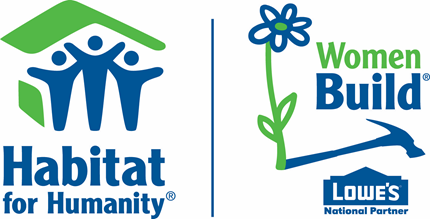 Habitat
for Humanity®
Women
Build®
LOWE'S
National Partner